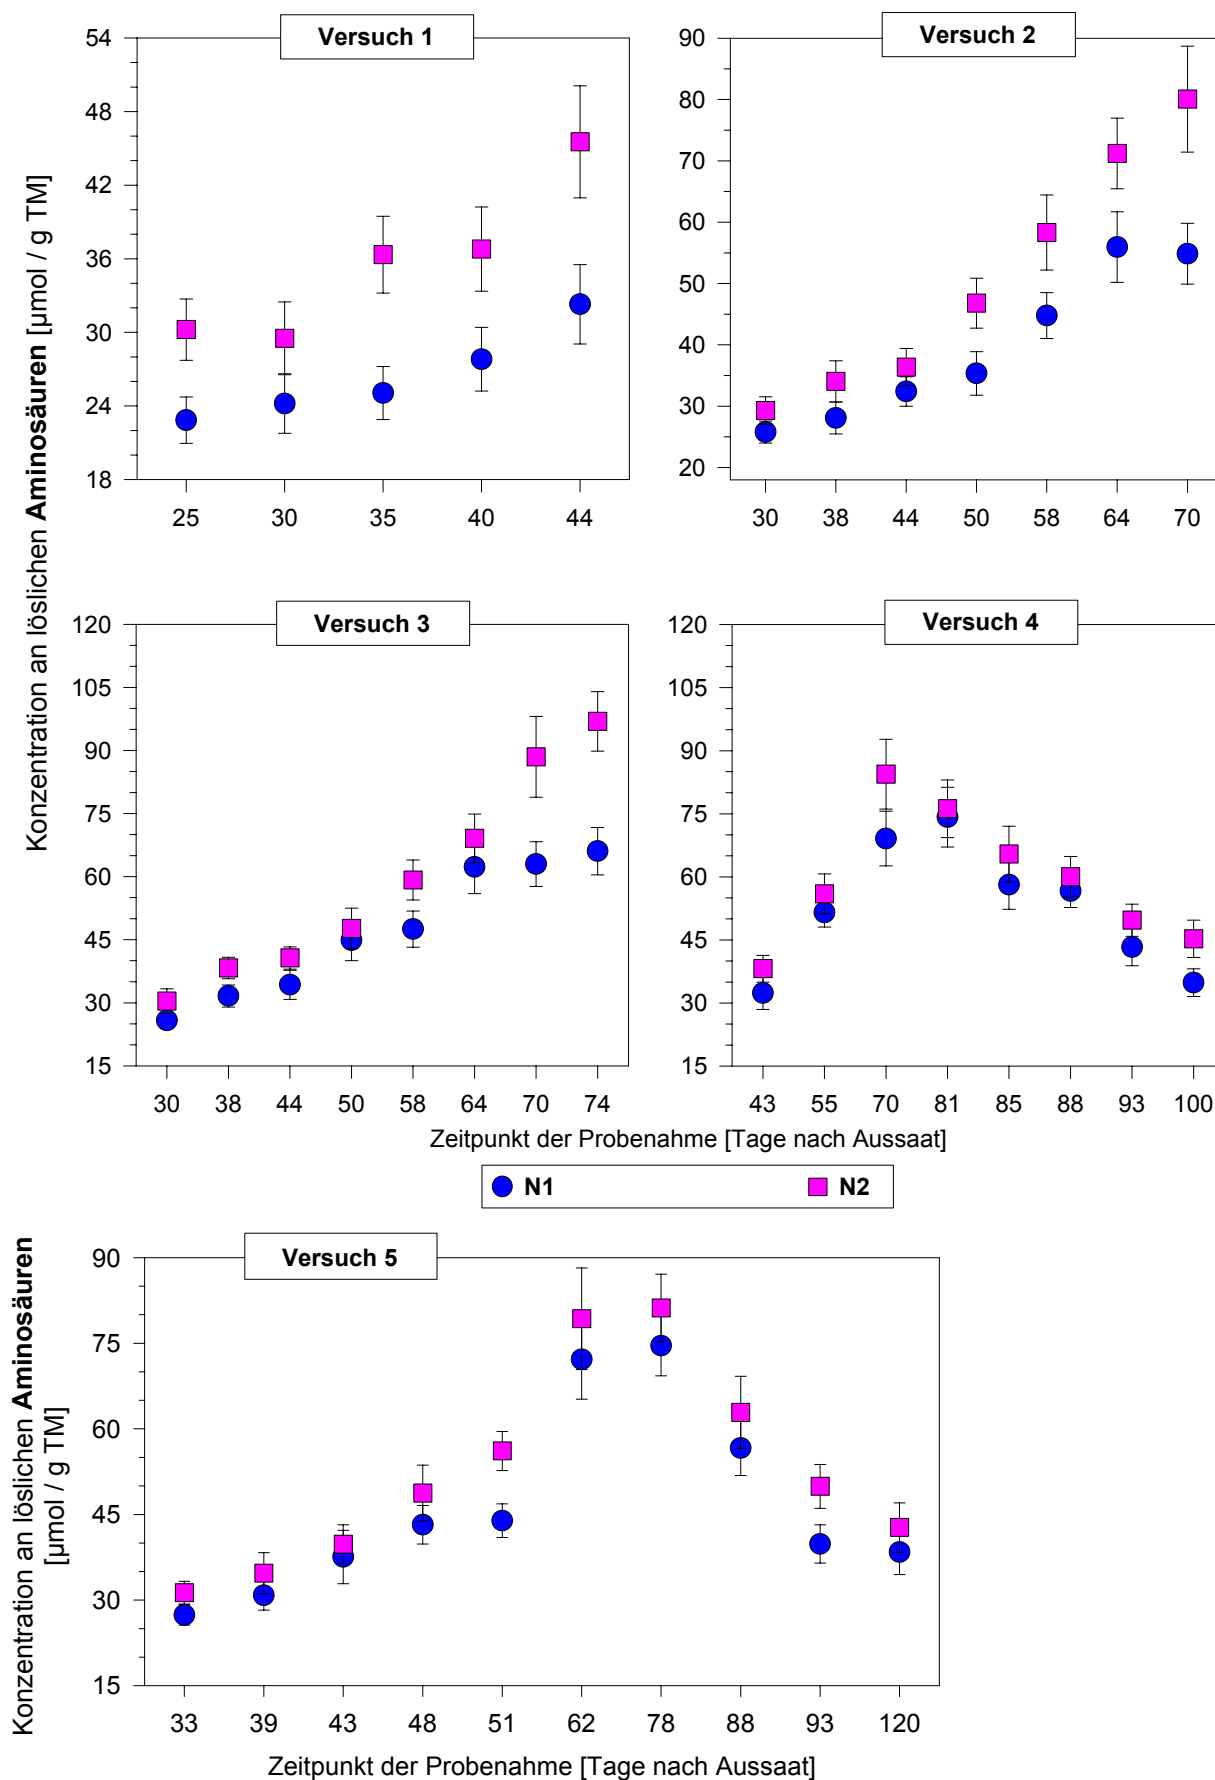 Konzentration an löslichen Aminosäuren [µmol / g TM]
Versuch 1
54
48
42
36
30
24
18
25 30 35 40 44
Versuch 2
90
80
70
60
50
40
30
20
30 38 44 50 58 64 70
Versuch 3
120
105
90
75
60
45
30
15
30 38 44 50 58 64 70 74
Versuch 4
120
105
90
75
60
45
30
15
43 55 70 81 85 88 93 100
Zeitpunkt der Probenahme [Tage nach Aussaat]
N1 N2
Konzentration an löslichen Aminosäuren
[µmol / g TM]
Versuch 5
90
75
60
45
30
15
33 39 43 48 51 62 78 88 93 120
Zeitpunkt der Probenahme [Tage nach Aussaat]